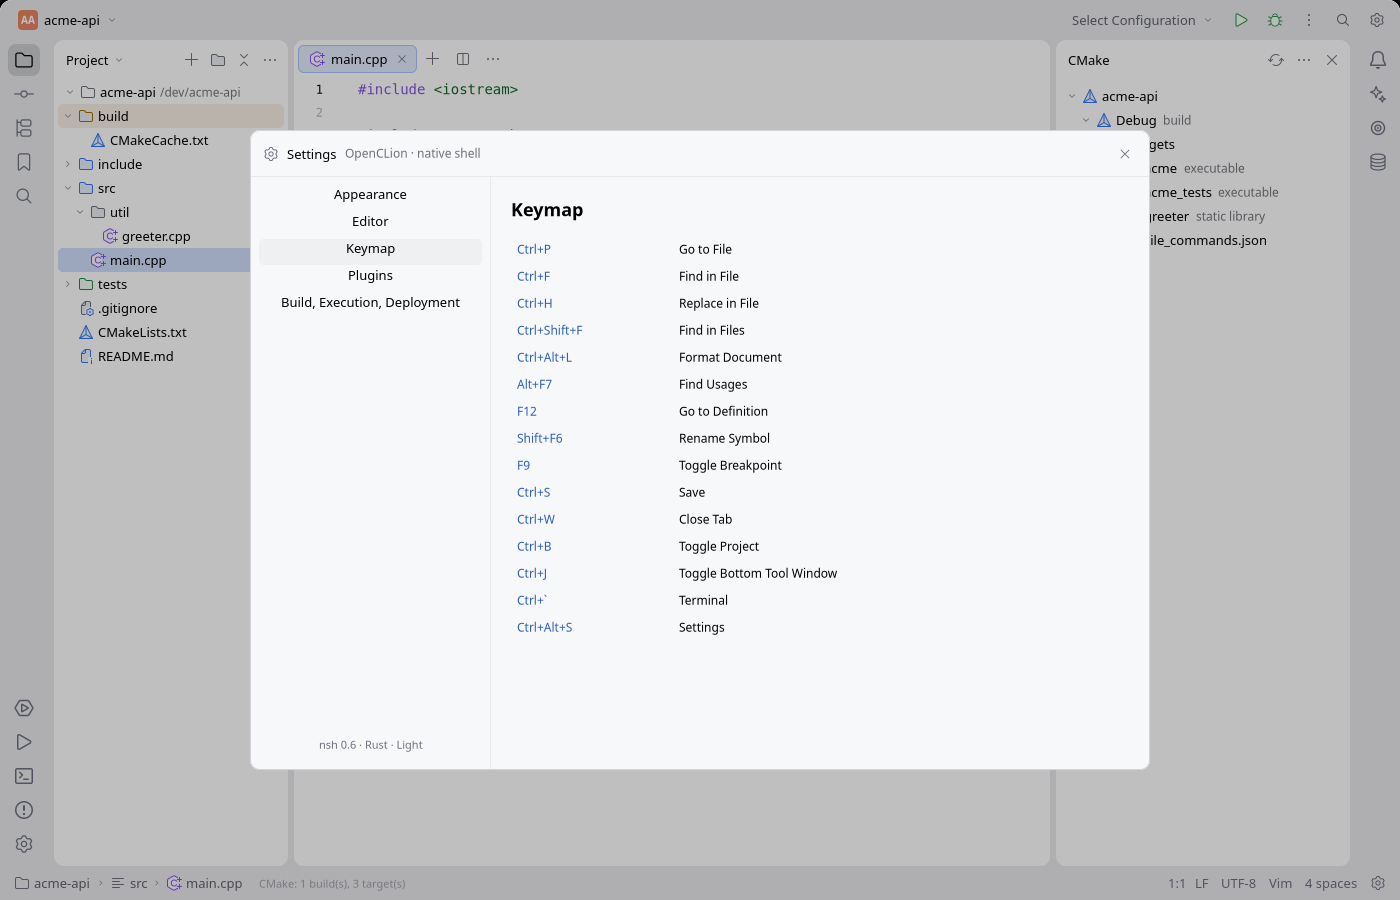 AA acme-api
Select Configuration
Project
main.cpp
CMake
acme-api /dev/acme-api
build
CMakeCache.txt
include
src
util
greeter.cpp
main.cpp
tests
.gitignore
CMakeLists.txt
README.md
1 #include <iostream>
2
acme-api
Debug build
gets
cme executable
cme_tests executable
greeter static library
ile_commands.json
Settings OpenCLion · native shell
Appearance
Editor
Keymap
Plugins
Build, Execution, Deployment
nsh 0.6 · Rust · Light
Keymap
Ctrl+P Go to File
Ctrl+F Find in File
Ctrl+H Replace in File
Ctrl+Shift+F Find in Files
Ctrl+Alt+L Format Document
Alt+F7 Find Usages
F12 Go to Definition
Shift+F6 Rename Symbol
F9 Toggle Breakpoint
Ctrl+S Save
Ctrl+W Close Tab
Ctrl+B Toggle Project
Ctrl+J Toggle Bottom Tool Window
Ctrl+` Terminal
Ctrl+Alt+S Settings
acme-api src main.cpp CMake: 1 build(s), 3 target(s)
1:1 LF UTF-8 Vim 4 spaces